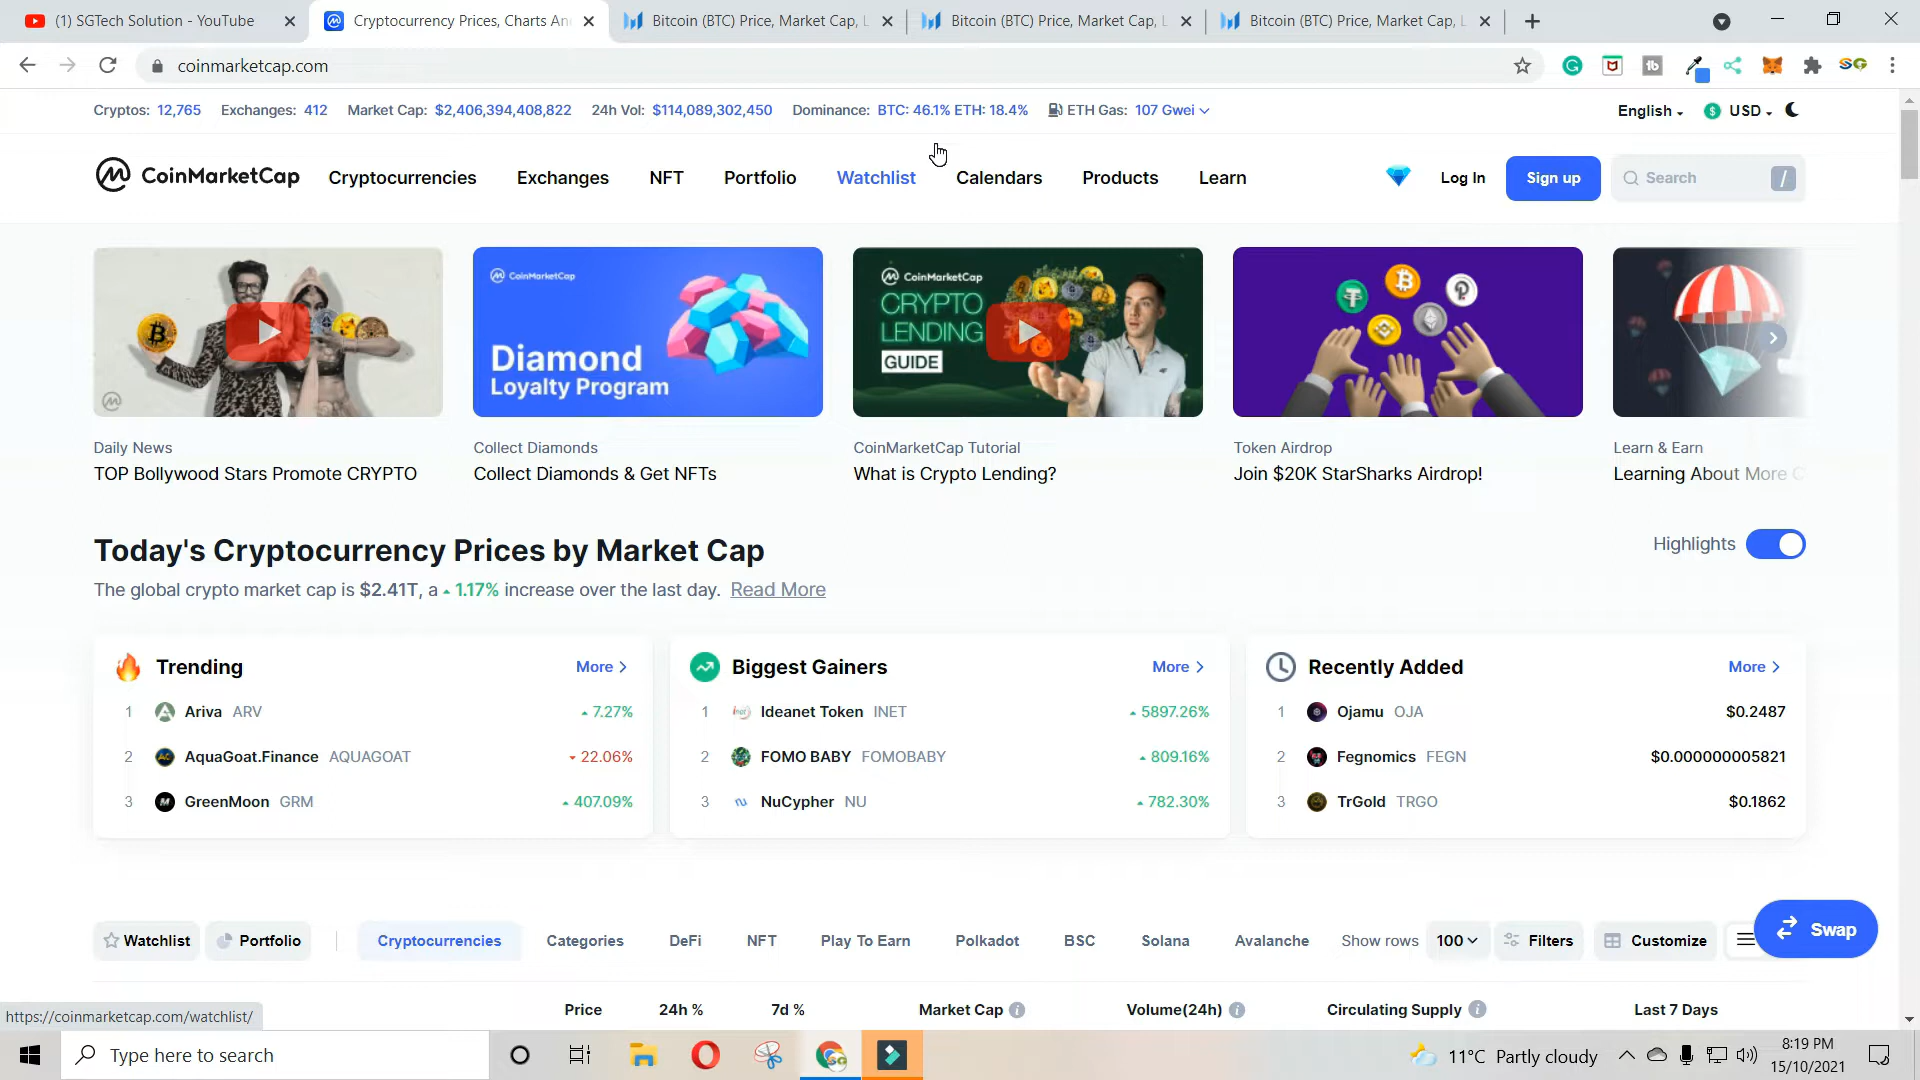 (1) SGTech Solution - YouTube
Cryptocurrency Prices, Charts An
Bitcoin (BTC) Price, Market Cap, L
Bitcoin (BTC) Price, Market Cap, L
Bitcoin (BTC) Price, Market Cap, L
coinmarketcap.com
Cryptos: 12,765 Exchanges: 412 Market Cap: $2,406,394,408,822 24h Vol: $114,089,302,450 Dominance: BTC: 46.1% ETH: 18.4% ETH Gas: 107 Gwei
English $ USD
CoinMarketCap Cryptocurrencies Exchanges NFT Portfolio Watchlist Calendars Products Learn Log In Sign up Search /
CoinMarketCap
Diamond
Loyalty Program
CoinMarketCap
CRYPTO
LENDING
GUIDE
Daily News
TOP Bollywood Stars Promote CRYPTO
Collect Diamonds
Collect Diamonds & Get NFTs
CoinMarketCap Tutorial
What is Crypto Lending?
Token Airdrop
Join $20K StarSharks Airdrop!
Learn & Earn
Learning About More C
Today's Cryptocurrency Prices by Market Cap
Highlights
The global crypto market cap is $2.41T, a 1.17% increase over the last day. Read More
Trending More
1 Ariva ARV 7.27%
2 AquaGoat.Finance AQUAGOAT 22.06%
3 GreenMoon GRM 407.09%
Biggest Gainers More
1 Ideanet Token INET 5897.26%
2 FOMO BABY FOMOBABY 809.16%
3 NuCypher NU 782.30%
Recently Added More
1 Ojamu OJA $0.2487
2 Fegnomics FEGN $0.000000005821
3 TrGold TRGO $0.1862
Watchlist Portfolio Cryptocurrencies Categories DeFi NFT Play To Earn Polkadot BSC Solana Avalanche Show rows 100 Filters Customize Swap
Price 24h % 7d % Market Cap Volume(24h) Circulating Supply Last 7 Days
https://coinmarketcap.com/watchlist/
Type here to search
11°C Partly cloudy
8:19 PM
15/10/2021